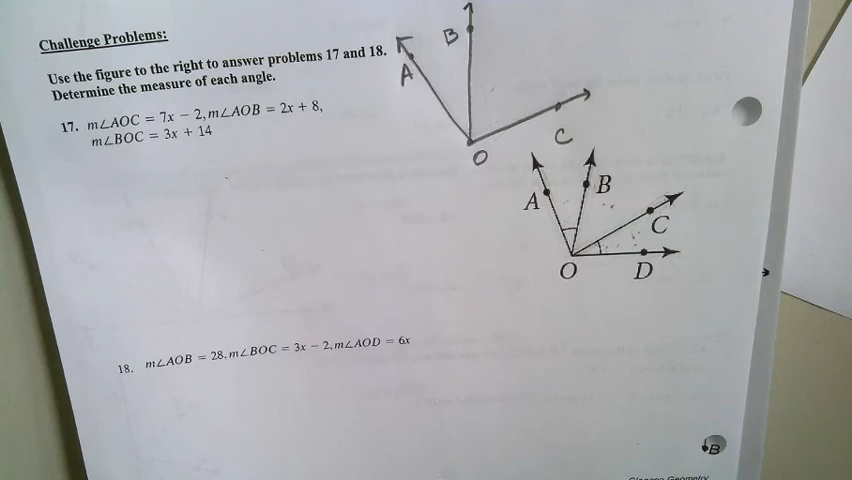 Challenge Problems:
Use the figure to the right to answer problems 17 and 18.
Determine the measure of each angle.
17. m∠AOC = 7x − 2, m∠AOB = 2x + 8,
m∠BOC = 3x + 14
B
A
C
O
A
B
C
O
D
18. m∠AOB = 28, m∠BOC = 3x − 2, m∠AOD = 6x
B
Geometry